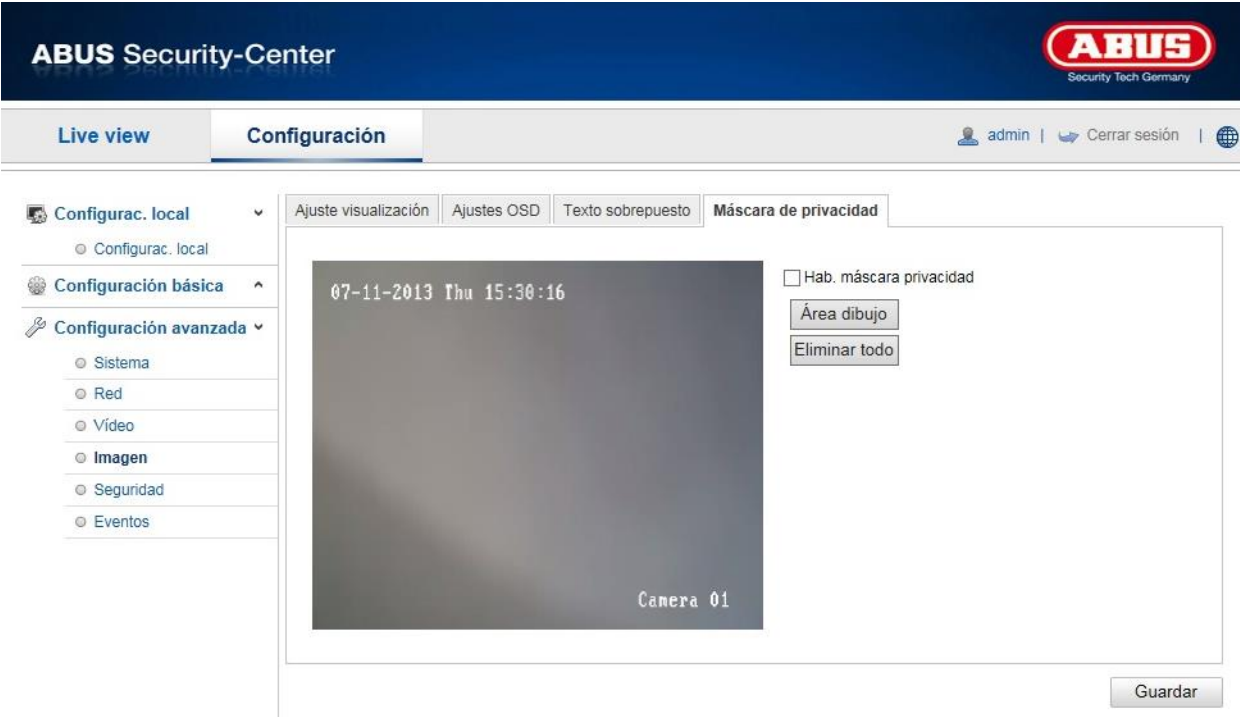 ABUS Security-Center
ABUS
Security Tech Germany
Live view
Configuración
admin | Cerrar sesión |
Configurac. local
Configurac. local
Configuración básica
Configuración avanzada
Sistema
Red
Vídeo
Imagen
Seguridad
Eventos
Ajuste visualización
Ajustes OSD
Texto sobrepuesto
Máscara de privacidad
07-11-2013 Thu 15:30:16
Camera 01
Hab. máscara privacidad
Área dibujo
Eliminar todo
Guardar